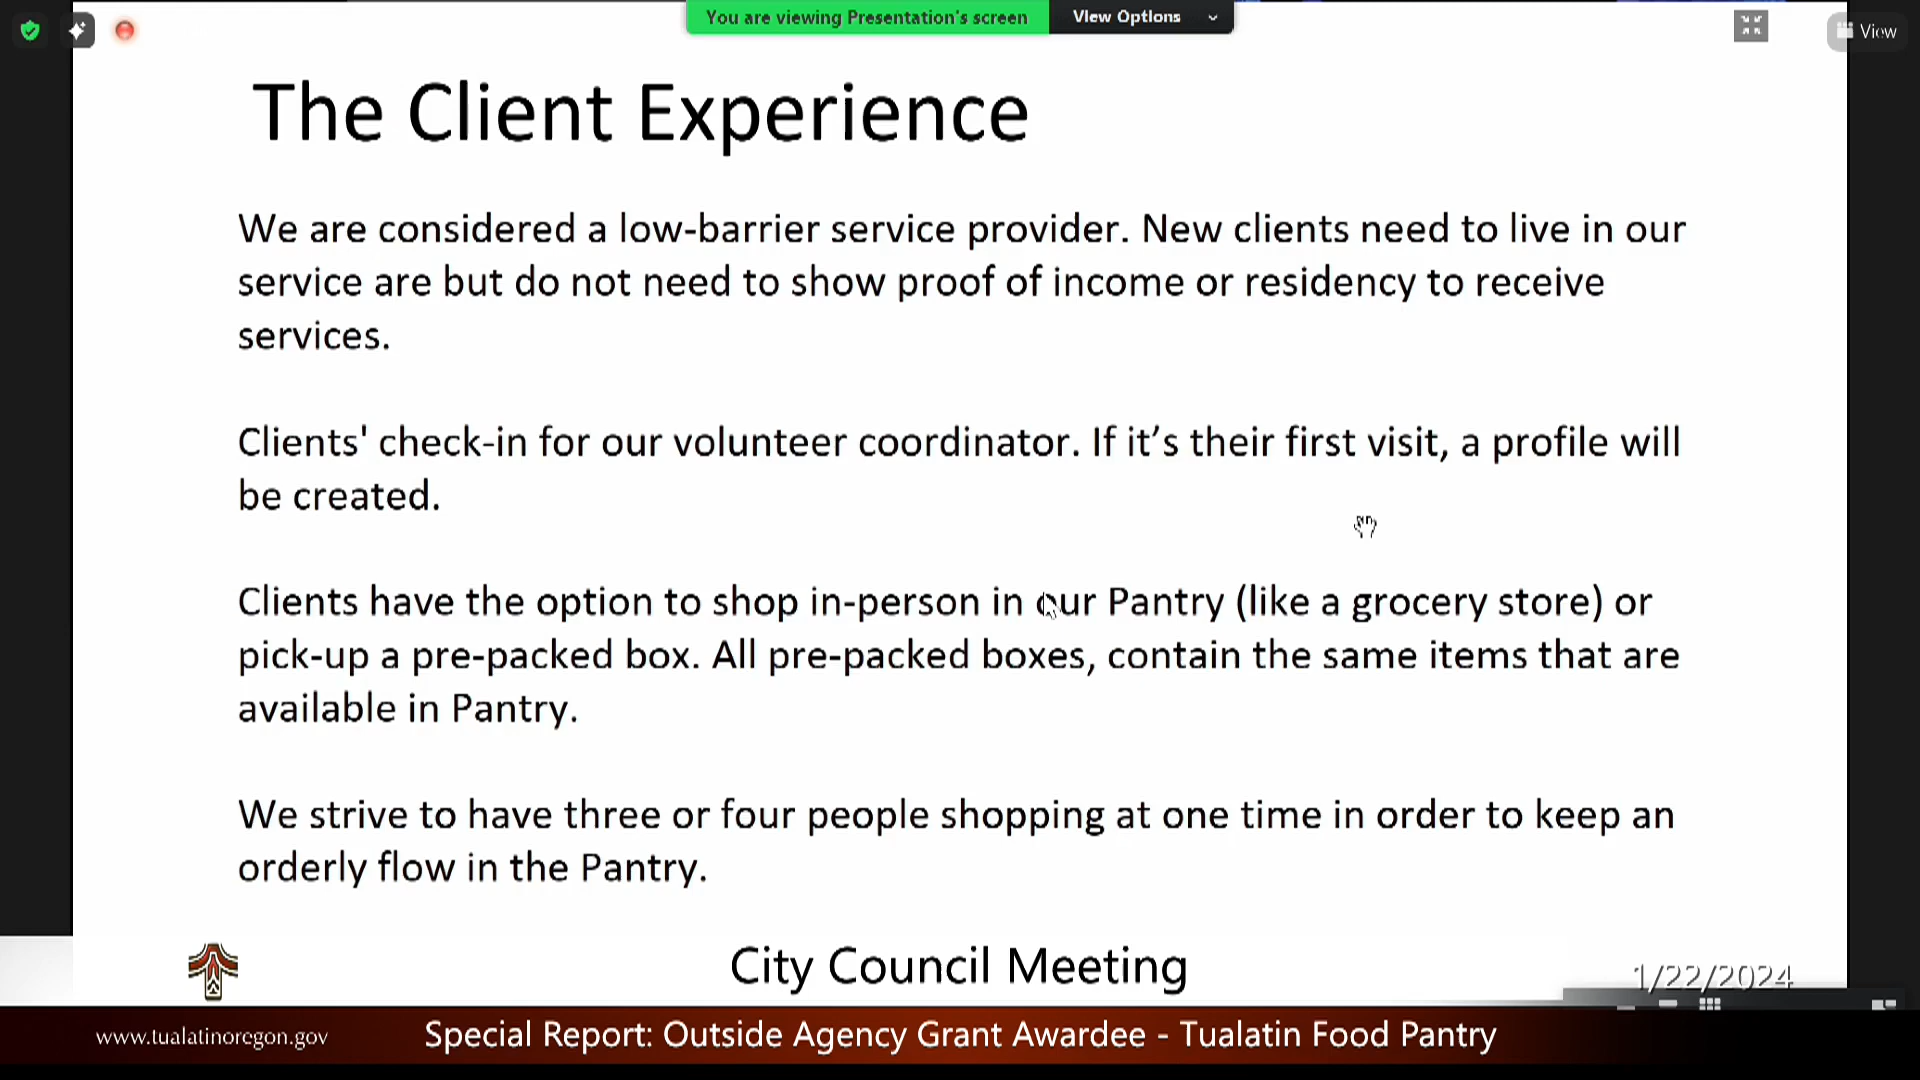 You are viewing Presentation's screen
View Options
View
The Client Experience
We are considered a low-barrier service provider. New clients need to live in our
service are but do not need to show proof of income or residency to receive
services.
Clients' check-in for our volunteer coordinator. If it’s their first visit, a profile will
be created.
Clients have the option to shop in-person in our Pantry (like a grocery store) or
pick-up a pre-packed box. All pre-packed boxes, contain the same items that are
available in Pantry.
We strive to have three or four people shopping at one time in order to keep an
orderly flow in the Pantry.
City Council Meeting
1/22/2024
www.tualatinoregon.gov
Special Report: Outside Agency Grant Awardee - Tualatin Food Pantry